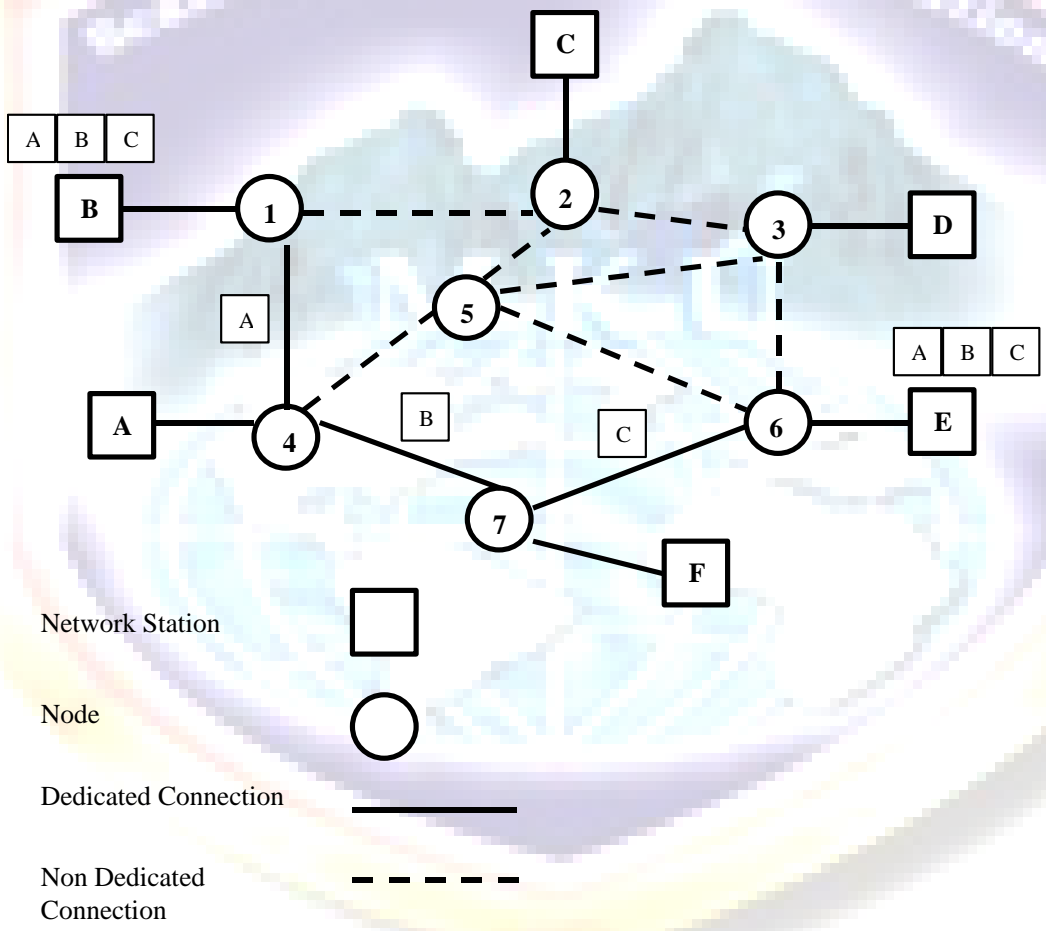 C
A B C
B
1
2
3
D
5
A
A B C
A
4
B
C
6
E
7
F
Network Station
Node
Dedicated Connection
Non Dedicated
Connection